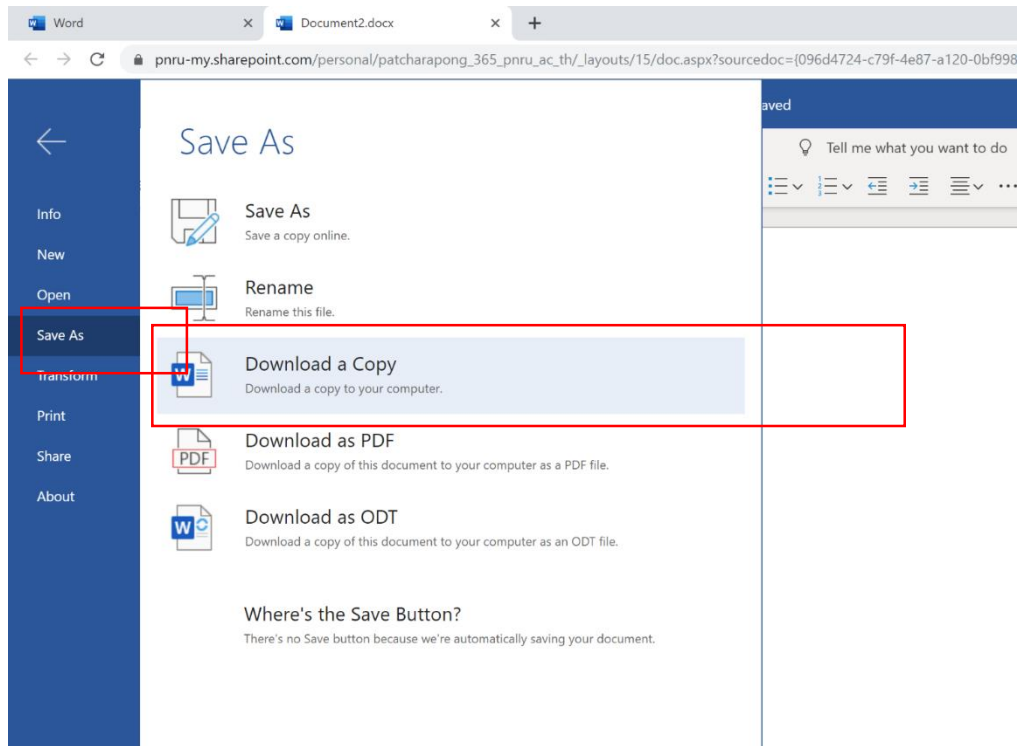 Word
Document2.docx
pnru-my.sharepoint.com/personal/patcharapong_365_pnru_ac_th/_layouts/15/doc.aspx?sourcedoc={096d4724-c79f-4e87-a120-0bf998
aved
Save As
Tell me what you want to do
Info
New
Open
Save As
Transform
Print
Share
About
Save As
Save a copy online.
Rename
Rename this file.
W
Download a Copy
Download a copy to your computer.
PDF
Download as PDF
Download a copy of this document to your computer as a PDF file.
W
Download as ODT
Download a copy of this document to your computer as an ODT file.
Where's the Save Button?
There's no Save button because we're automatically saving your document.